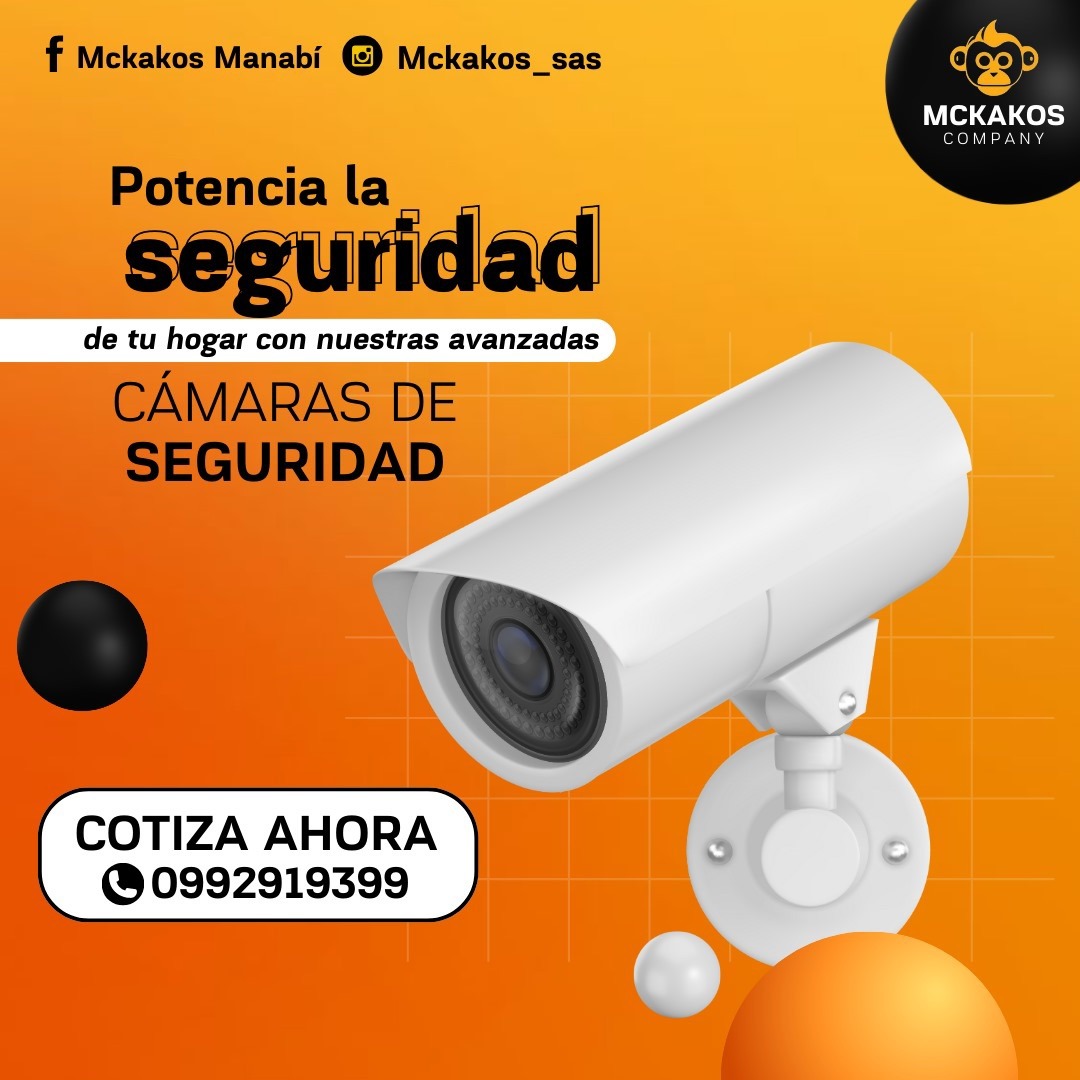 Mckakos Manabí Mckakos_sas
MCKAKOS
COMPANY
Potencia la
seguridad
de tu hogar con nuestras avanzadas
CÁMARAS DE
SEGURIDAD
COTIZA AHORA
0992919399